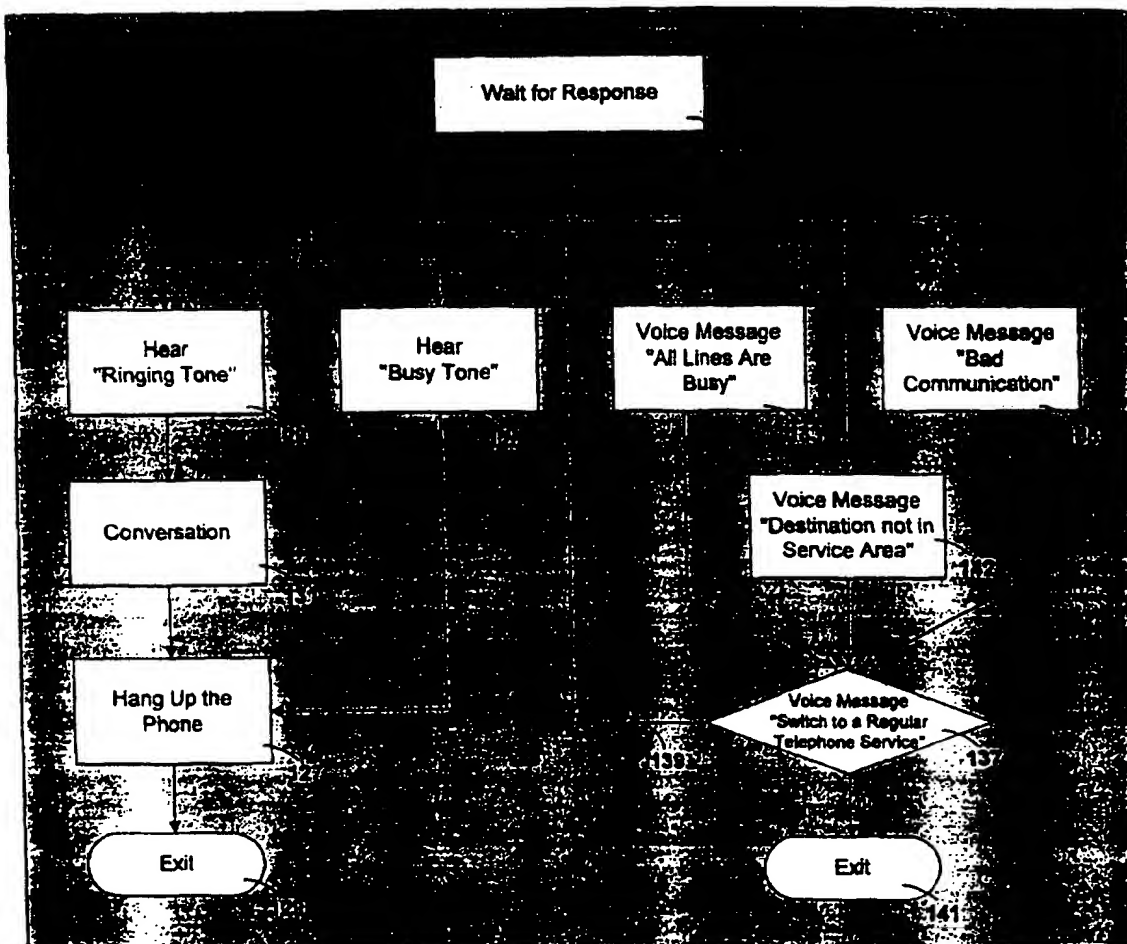 Wait for Response
Hear
"Ringing Tone"
Hear
"Busy Tone"
Voice Message
"All Lines Are
Busy"
Voice Message
"Bad
Communication"
Conversation
Voice Message
"Destination not in
Service Area"
Hang Up the
Phone
Voice Message
"Switch to a Regular
Telephone Service"
139
137
Exit
Exit
141